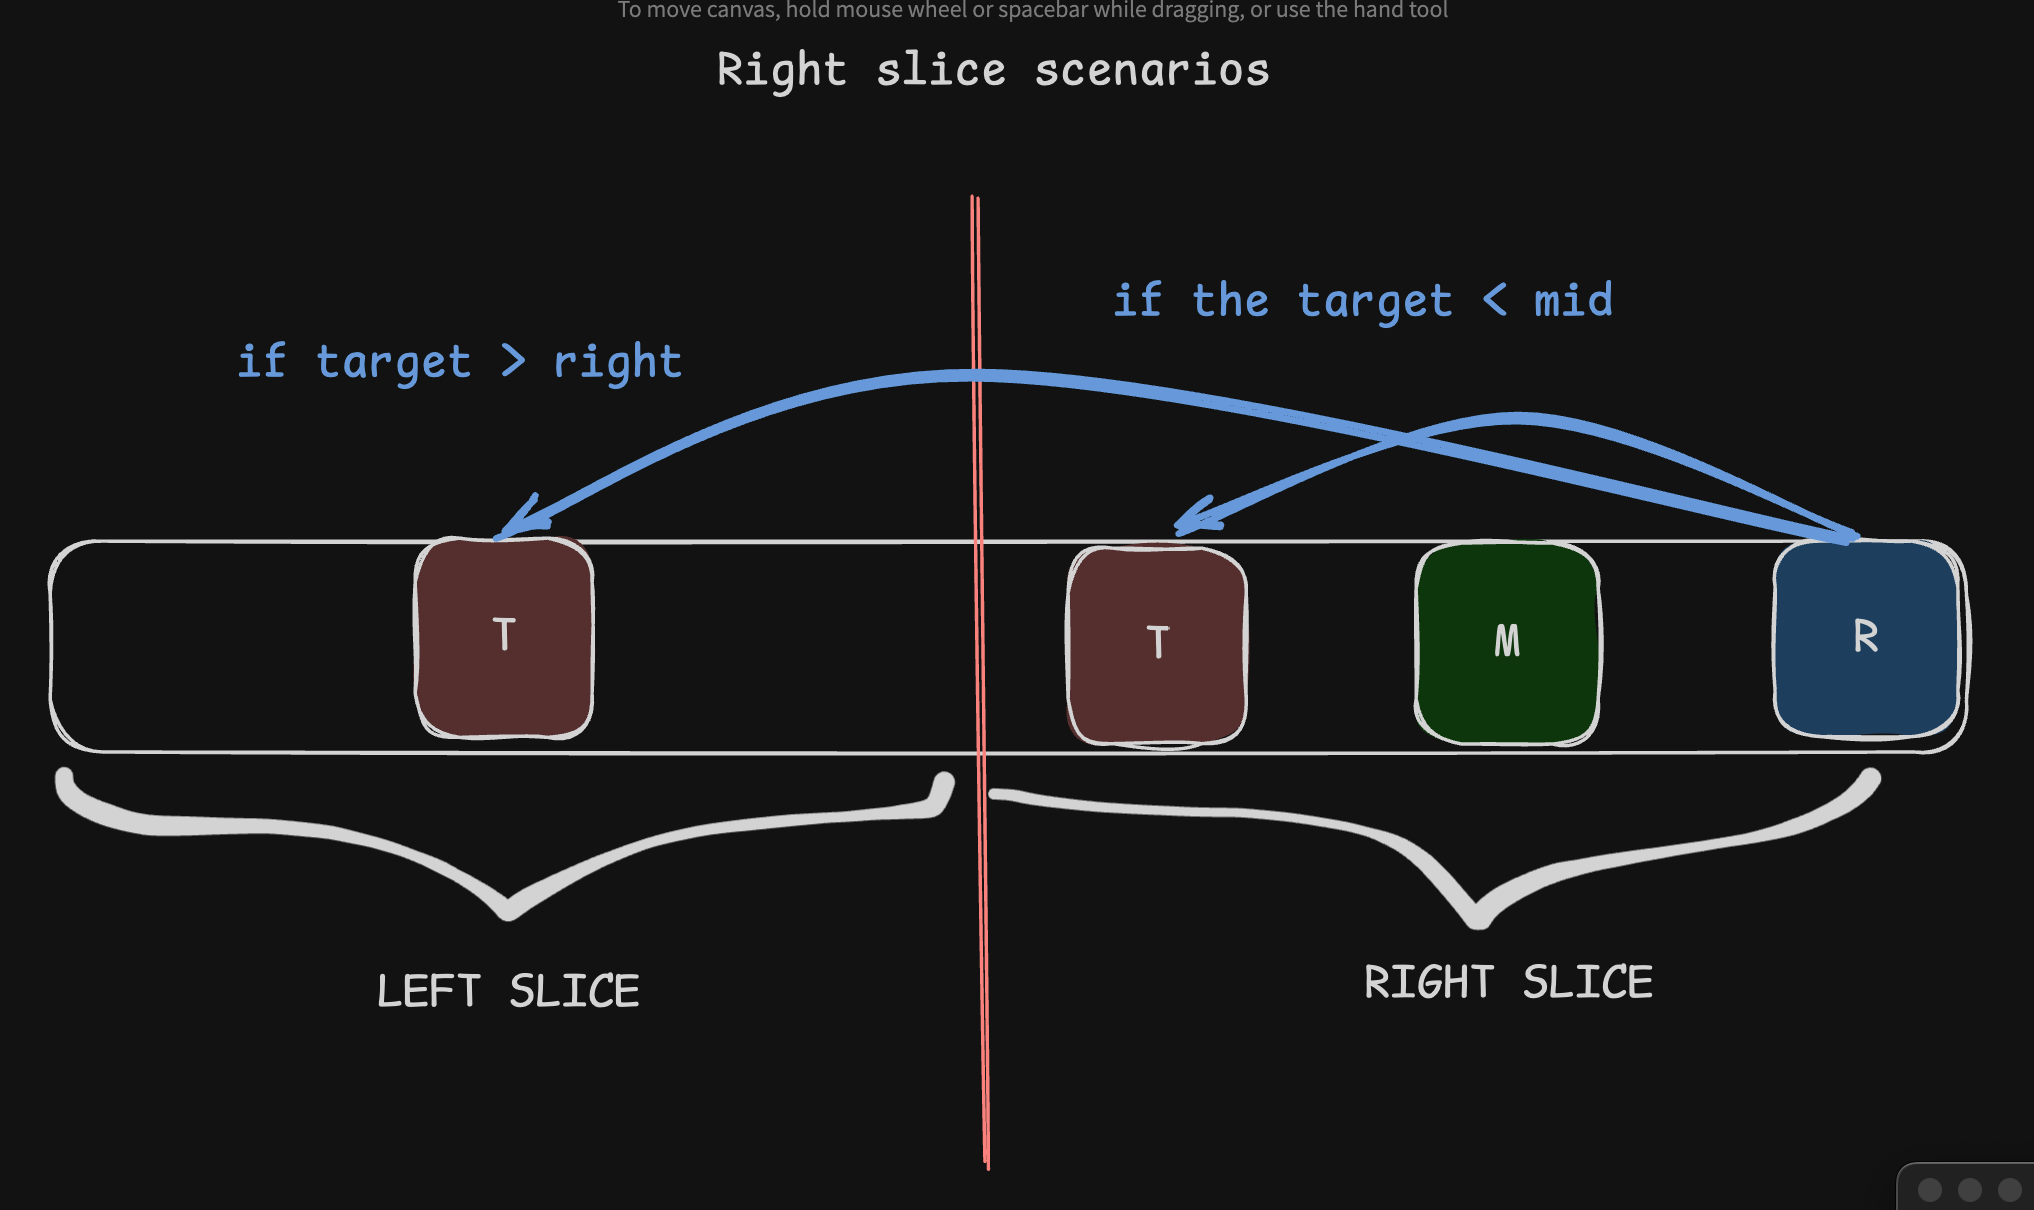 To move canvas, hold mouse wheel or spacebar while dragging, or use the hand tool
Right slice scenarios
if the target < mid
if target > right
T
T
M
R
LEFT SLICE
RIGHT SLICE